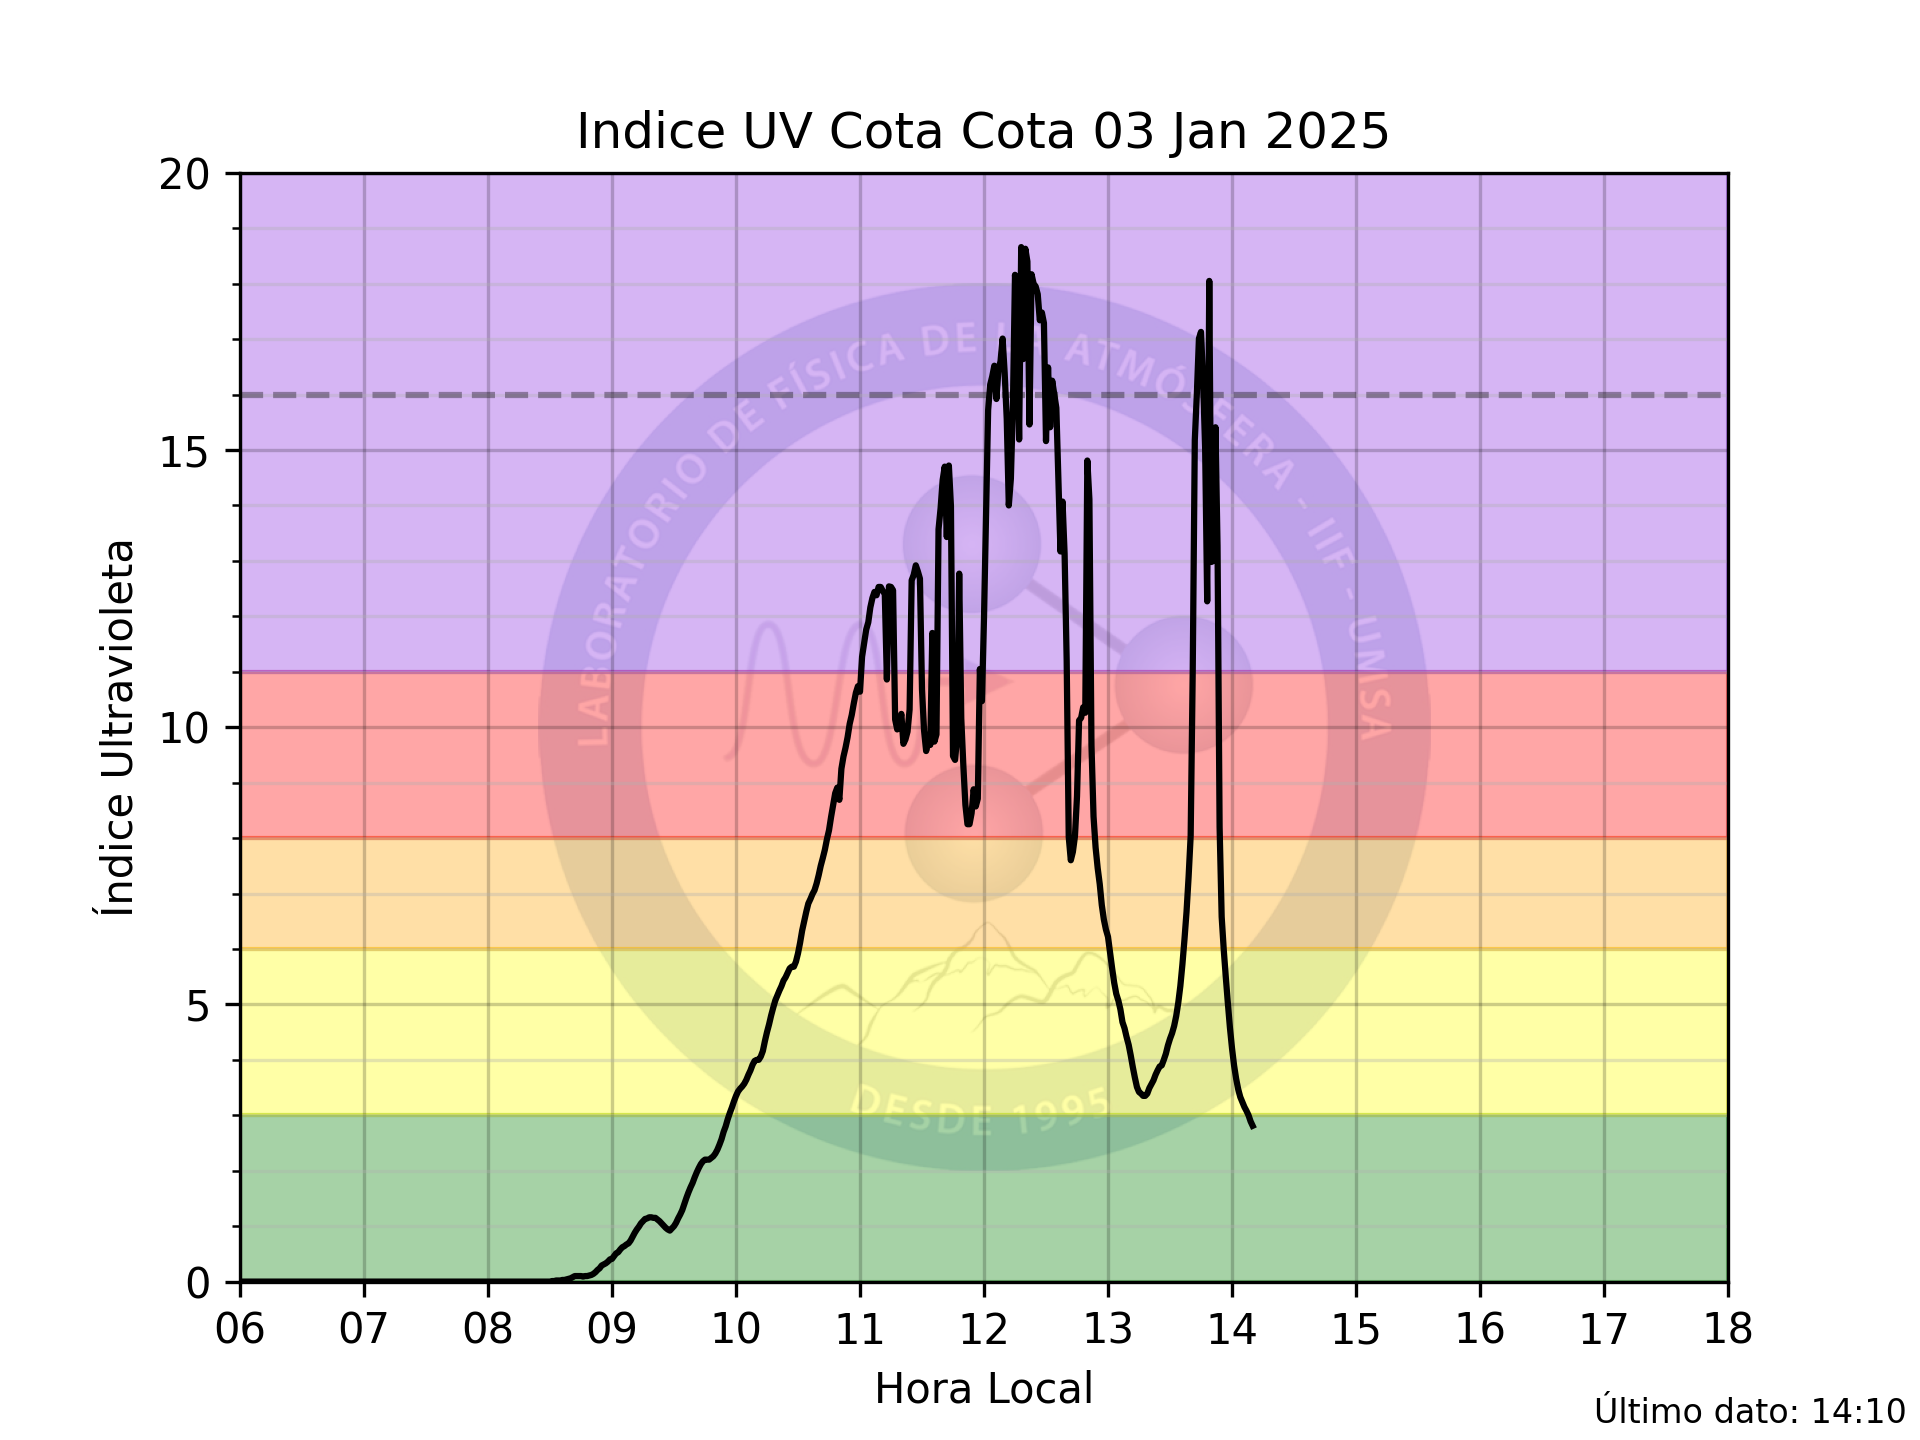 Indice UV Cota Cota 03 Jan 2025
20
15
10
5
0
Índice Ultravioleta
LABORATORIO DE FÍSICA DE LA ATMÓSFERA - IIF - UMSA
DESDE 1995
06 07 08 09 10 11 12 13 14 15 16 17 18
Hora Local
Último dato: 14:10